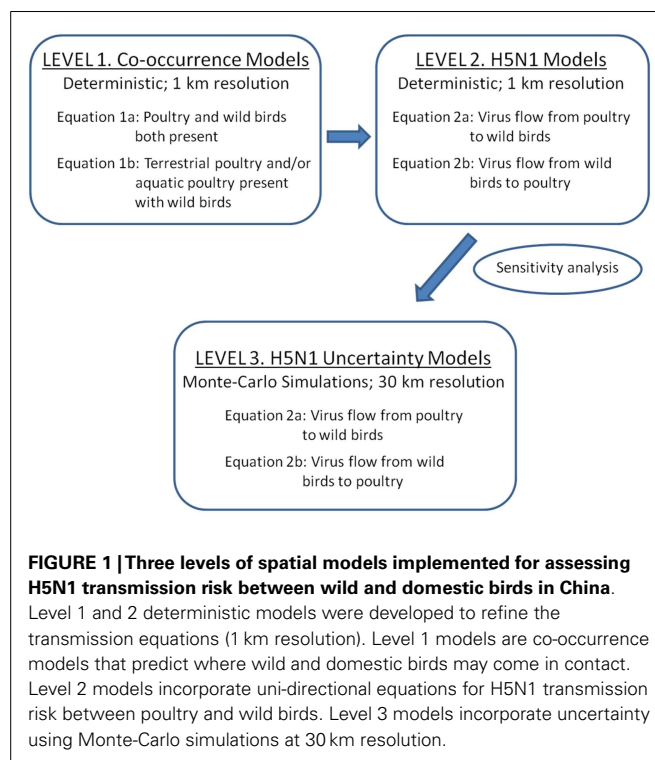 LEVEL 1. Co-occurrence Models
Deterministic; 1 km resolution
Equation 1a: Poultry and wild birds
both present
Equation 1b: Terrestrial poultry and/or
aquatic poultry present
with wild birds
LEVEL 2. H5N1 Models
Deterministic; 1 km resolution
Equation 2a: Virus flow from poultry
to wild birds
Equation 2b: Virus flow from wild
birds to poultry
Sensitivity analysis
LEVEL 3. H5N1 Uncertainty Models
Monte-Carlo Simulations; 30 km resolution
Equation 2a: Virus flow from poultry
to wild birds
Equation 2b: Virus flow from wild
birds to poultry
FIGURE 1 | Three levels of spatial models implemented for assessing
H5N1 transmission risk between wild and domestic birds in China.
Level 1 and 2 deterministic models were developed to refine the
transmission equations (1 km resolution). Level 1 models are co-occurrence
models that predict where wild and domestic birds may come in contact.
Level 2 models incorporate uni-directional equations for H5N1 transmission
risk between poultry and wild birds. Level 3 models incorporate uncertainty
using Monte-Carlo simulations at 30 km resolution.